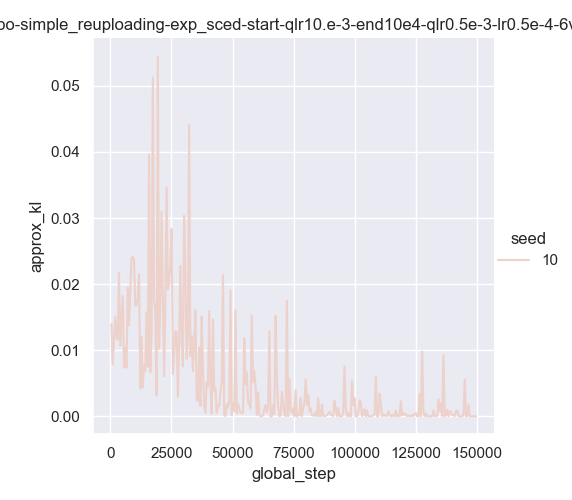 po-simple_reuploading-exp_sced-start-qlr10.e-3-end10e4-qlr0.5e-3-lr0.5e-4-6v
0.05
0.04
0.03
0.02
0.01
0.00
approx_kl
0 25000 50000 75000 100000 125000 150000
global_step
seed
10